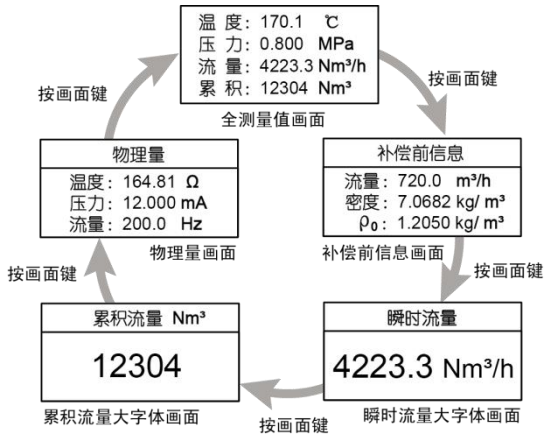 温 度：170.1 ℃
压 力：0.800 MPa
流 量：4223.3 Nm³/h
累 积：12304 Nm³
全测量值画面
按画面键
补偿前信息
流量：720.0 m³/h
密度：7.0682 kg/ m³
ρ₀：1.2050 kg/ m³
补偿前信息画面
按画面键
瞬时流量
4223.3 Nm³/h
瞬时流量大字体画面
按画面键
累积流量 Nm³
12304
累积流量大字体画面
按画面键
物理量
温度：164.81 Ω
压力：12.000 mA
流量：200.0 Hz
物理量画面
按画面键